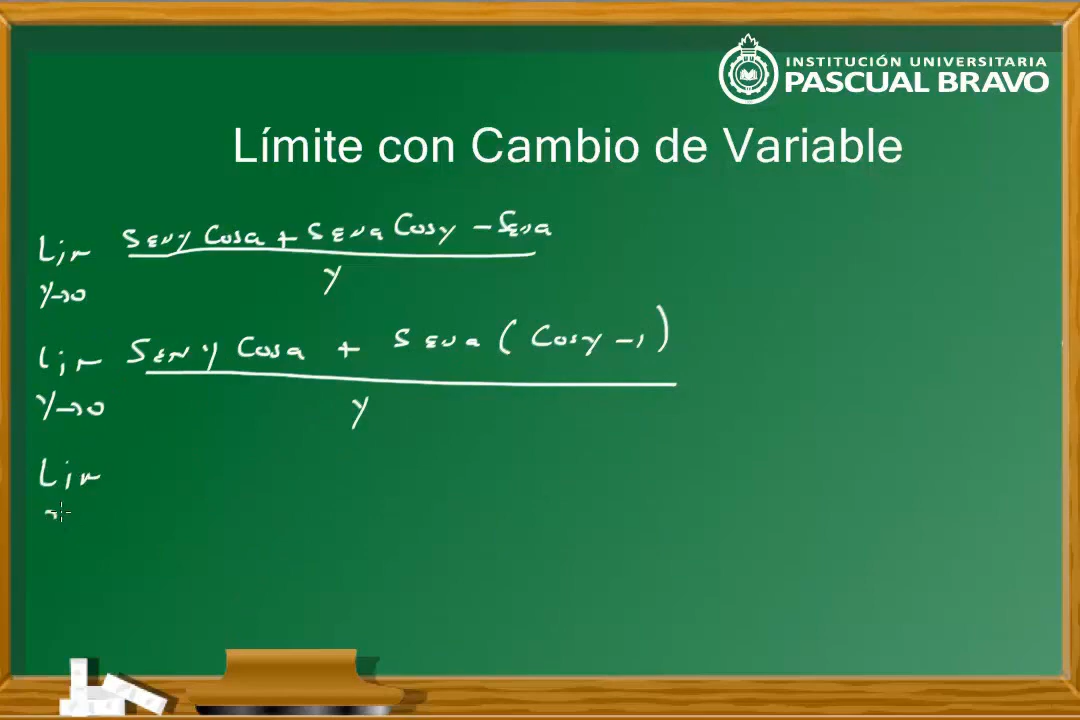 INSTITUCIÓN UNIVERSITARIA
PASCUAL BRAVO
Límite con Cambio de Variable
Lim Seny Cosa + Sena Cosy - Sena
y
y→0
Lim Seny Cosa + Sena (Cosy - 1)
y
y→0
Lim